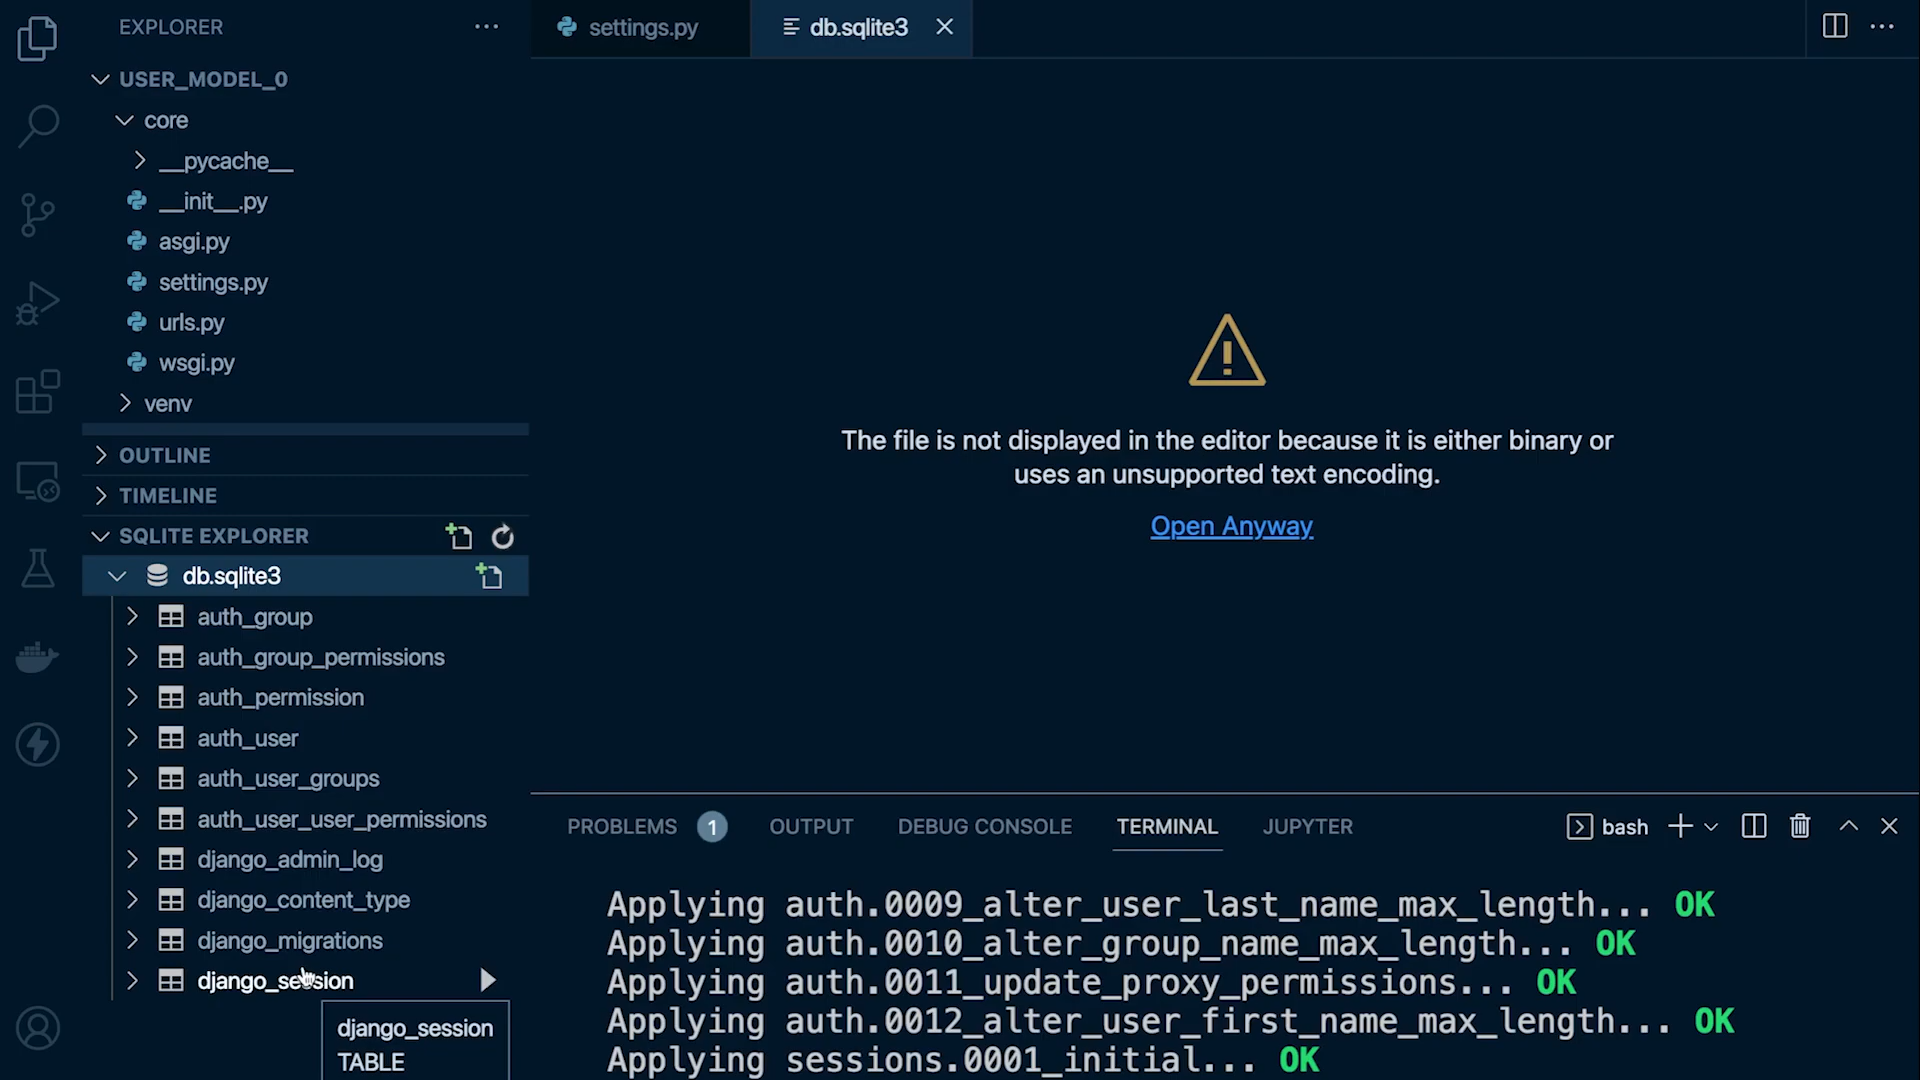 EXPLORER
USER_MODEL_0
core
__pycache__
__init__.py
asgi.py
settings.py
urls.py
wsgi.py
venv
OUTLINE
TIMELINE
SQLITE EXPLORER
db.sqlite3
auth_group
auth_group_permissions
auth_permission
auth_user
auth_user_groups
auth_user_user_permissions
django_admin_log
django_content_type
django_migrations
django_session
django_session
TABLE
settings.py
db.sqlite3
The file is not displayed in the editor because it is either binary or
uses an unsupported text encoding.
Open Anyway
PROBLEMS 1 OUTPUT DEBUG CONSOLE TERMINAL JUPYTER bash
Applying auth.0009_alter_user_last_name_max_length... OK
Applying auth.0010_alter_group_name_max_length... OK
Applying auth.0011_update_proxy_permissions... OK
Applying auth.0012_alter_user_first_name_max_length... OK
Applying sessions.0001_initial... OK